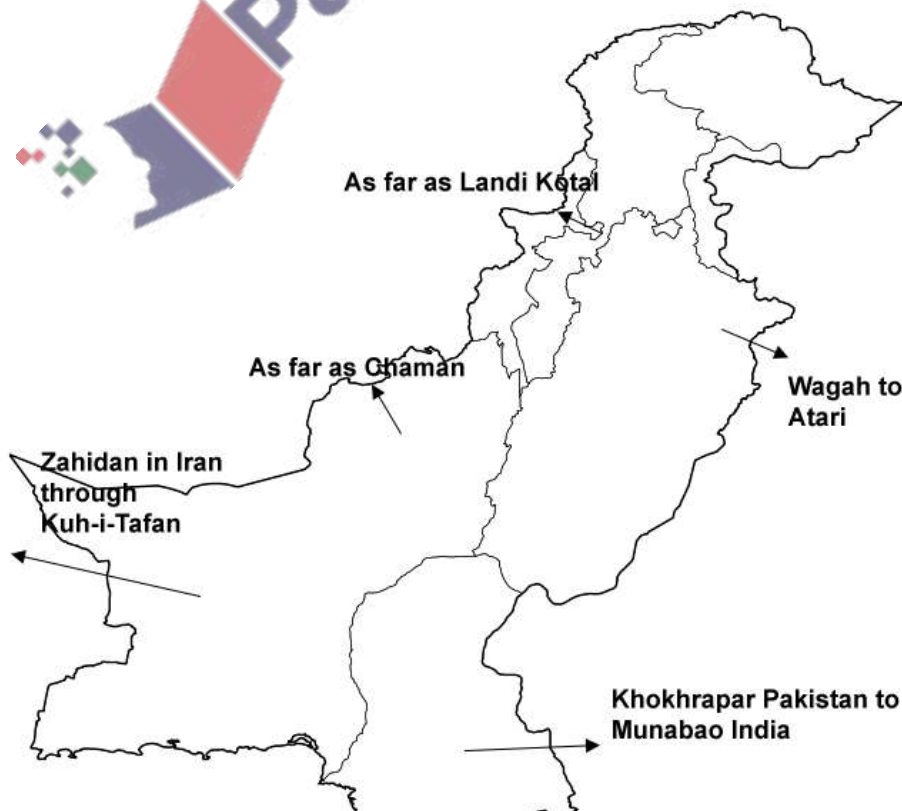 As far as Landi Kotal
As far as Chaman
Wagah to
Atari
Zahidan in Iran
through
Kuh-i-Tafan
Khokhrapar Pakistan to
Munabao India